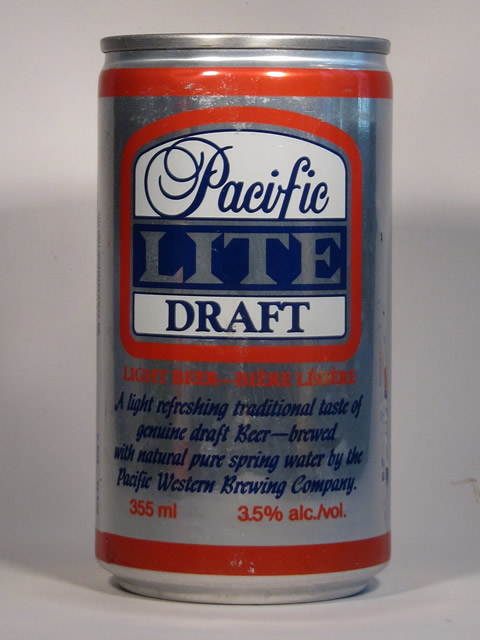 Pacific
LITE
DRAFT
LIGHT BEER—BIÈRE LÉGÈRE
A light refreshing traditional taste of
genuine draft Beer—brewed
with natural pure spring water by the
Pacific Western Brewing Company.
355 ml 3.5% alc./vol.